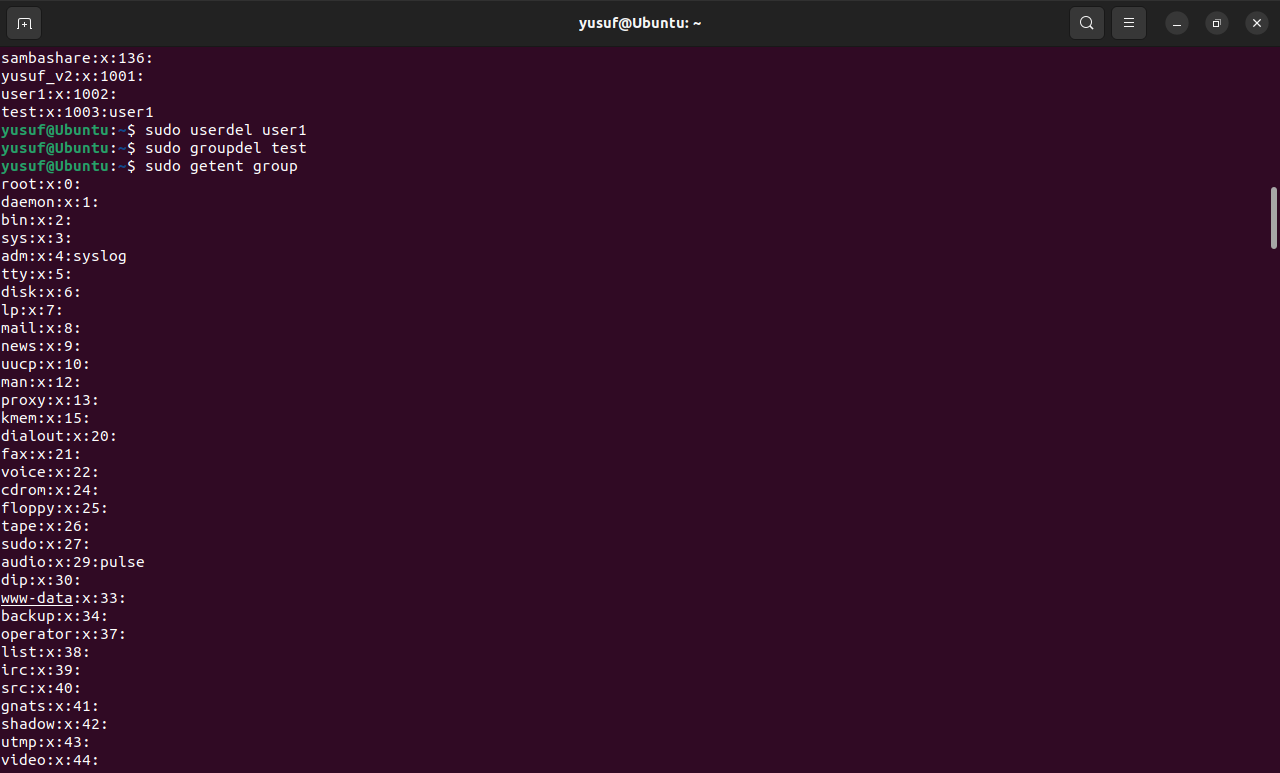 yusuf@Ubuntu: ~
sambashare:x:136:
yusuf_v2:x:1001:
user1:x:1002:
test:x:1003:user1
yusuf@Ubuntu:~$ sudo userdel user1
yusuf@Ubuntu:~$ sudo groupdel test
yusuf@Ubuntu:~$ sudo getent group
root:x:0:
daemon:x:1:
bin:x:2:
sys:x:3:
adm:x:4:syslog
tty:x:5:
disk:x:6:
lp:x:7:
mail:x:8:
news:x:9:
uucp:x:10:
man:x:12:
proxy:x:13:
kmem:x:15:
dialout:x:20:
fax:x:21:
voice:x:22:
cdrom:x:24:
floppy:x:25:
tape:x:26:
sudo:x:27:
audio:x:29:pulse
dip:x:30:
www-data:x:33:
backup:x:34:
operator:x:37:
list:x:38:
irc:x:39:
src:x:40:
gnats:x:41:
shadow:x:42:
utmp:x:43:
video:x:44: